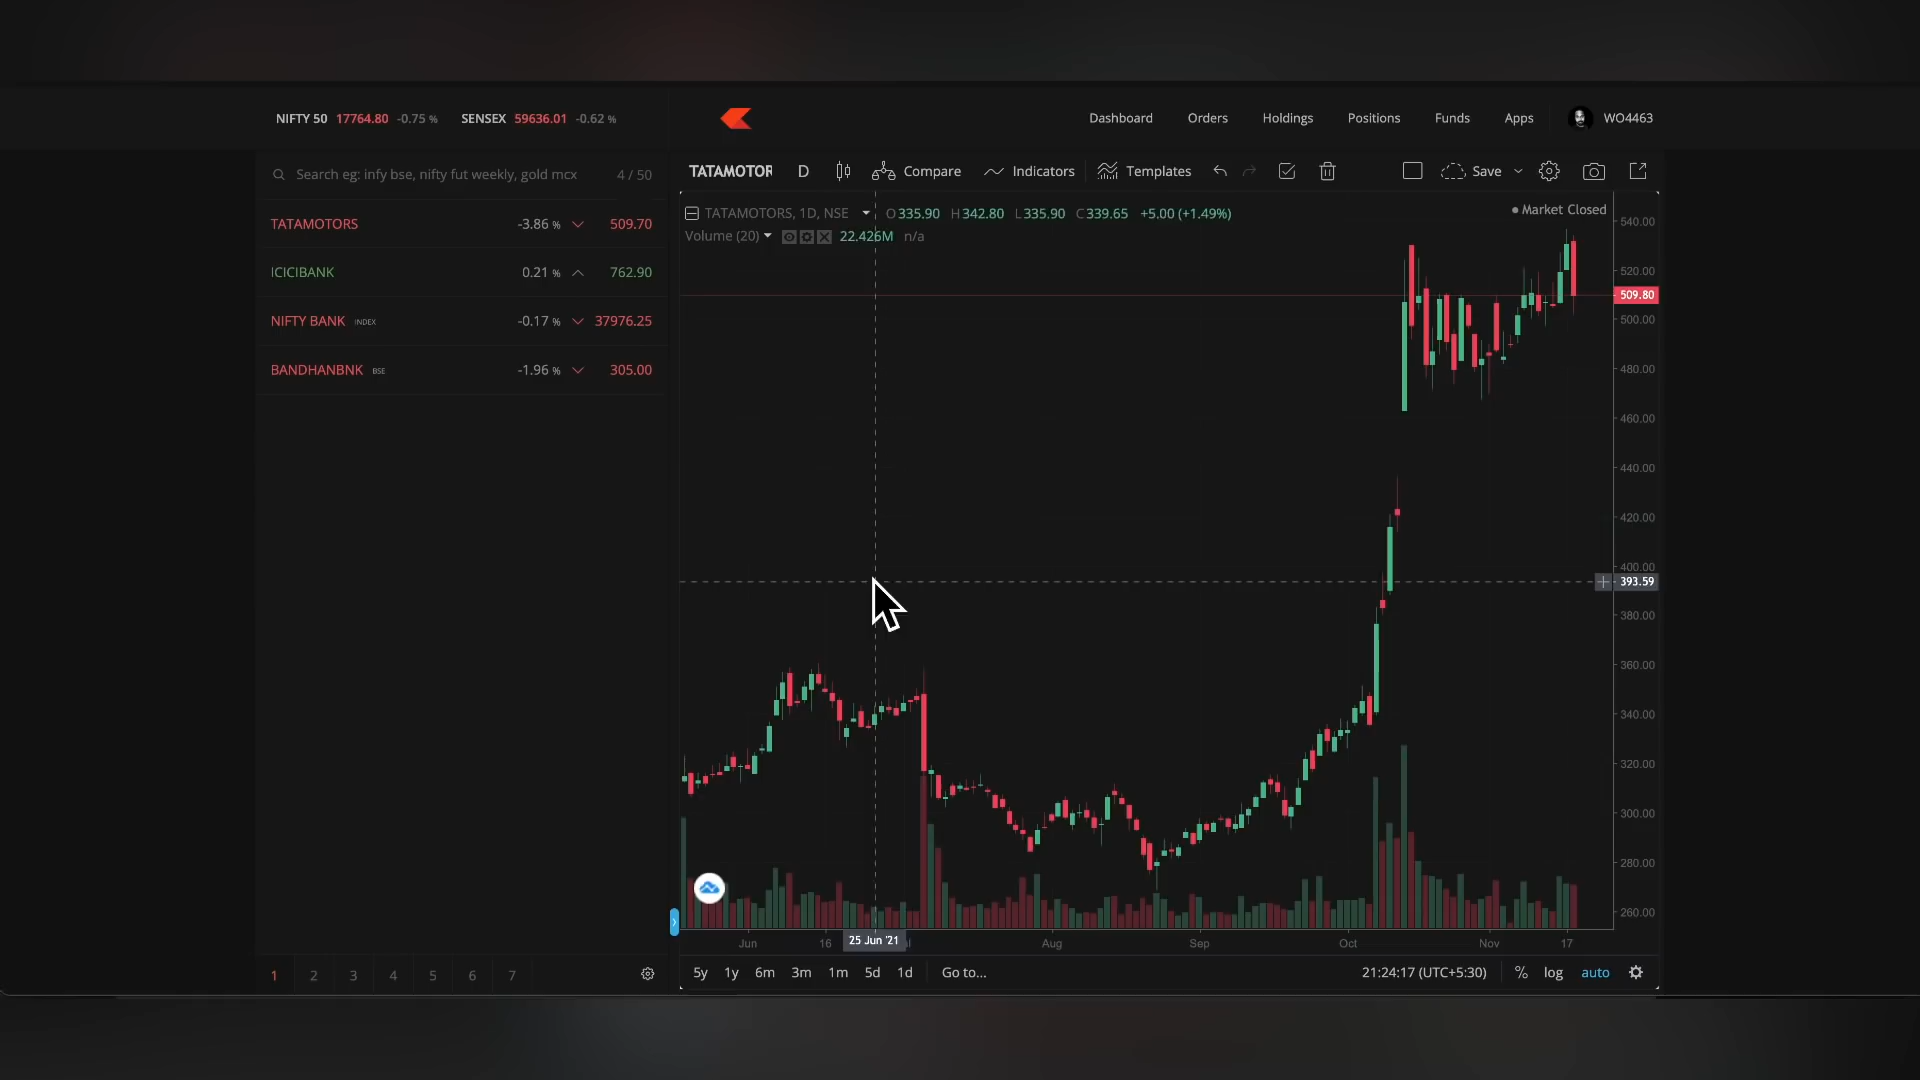 NIFTY 50 17764.80 -0.75 % SENSEX 59636.01 -0.62 %
Dashboard Orders Holdings Positions Funds Apps WO4463
Search eg: infy bse, nifty fut weekly, gold mcx 4 / 50
TATAMOTORS -3.86 % 509.70
ICICIBANK 0.21 % 762.90
NIFTY BANK INDEX -0.17 % 37976.25
BANDHANBNK BSE -1.96 % 305.00
1 2 3 4 5 6 7
TATAMOTOR D Compare Indicators Templates Save
TATAMOTORS, 1D, NSE O335.90 H342.80 L335.90 C339.65 +5.00 (+1.49%)
Market Closed
Volume (20) 22.426M n/a
540.00
520.00
509.80
500.00
480.00
460.00
440.00
420.00
400.00
393.59
380.00
360.00
340.00
320.00
300.00
280.00
260.00
Jun 16 25 Jun '21 Aug Sep Oct Nov 17
5y 1y 6m 3m 1m 5d 1d Go to... 21:24:17 (UTC+5:30) % log auto